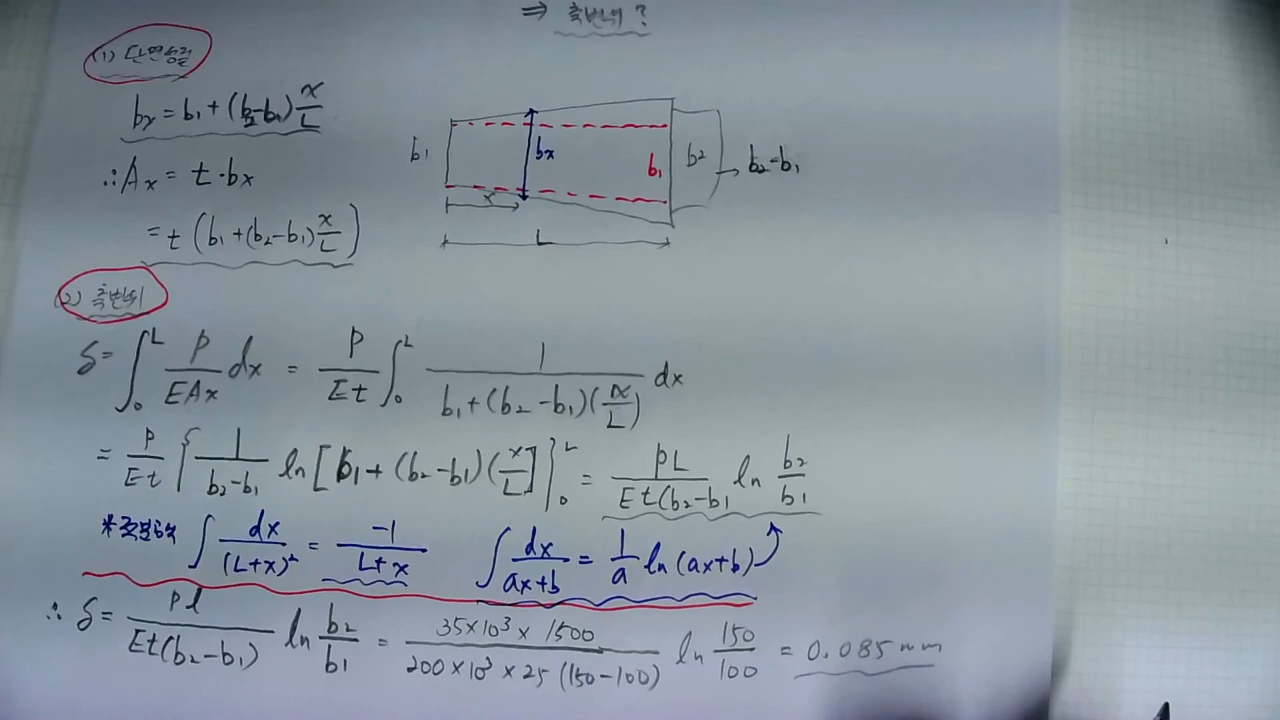 ⇒ 축변위 ?
(1) 단면성질
bx = b1 + (b2-b1) x/L
∴ Ax = t · bx
= t (b1 + (b2-b1) x/L)
b1 bx b1 b2 → b2-b1
x
L
(2) 축변위
δ = ∫₀ᴸ P/EAx dx = P/Et ∫₀ᴸ 1/(b1+(b2-b1)(x/L)) dx
= P/Et [1/(b2-b1) ln [b1+(b2-b1)(x/L]]₀ᴸ = PL/Et(b2-b1 ln b2/b1
∫ dx/(L+x)² = -1/(L+x) ∫ dx/(ax+b) = 1/a ln (ax+b)
∴ δ = Pl/Et(b2-b1) ln b2/b1 = 35×10³ × 1500/200×10³ × 25 (150-100) ln 150/100 = 0.085 mm